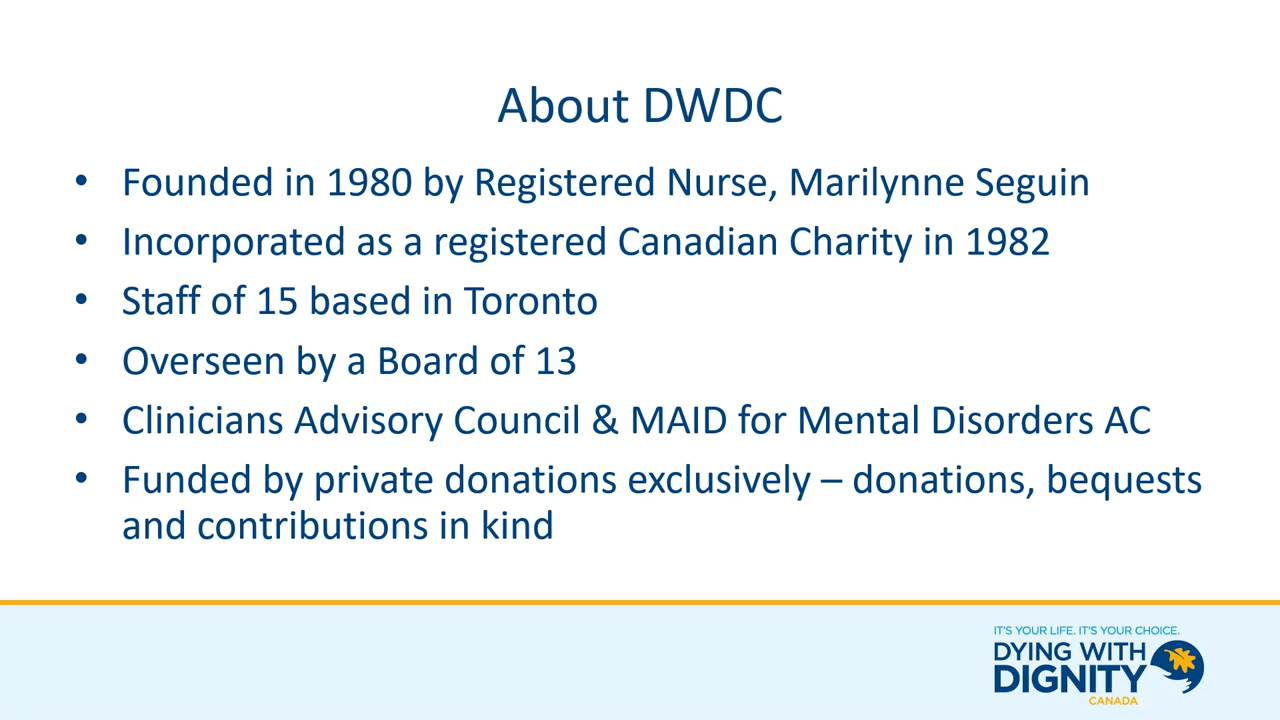 About DWDC
• Founded in 1980 by Registered Nurse, Marilynne Seguin
• Incorporated as a registered Canadian Charity in 1982
• Staff of 15 based in Toronto
• Overseen by a Board of 13
• Clinicians Advisory Council & MAID for Mental Disorders AC
• Funded by private donations exclusively – donations, bequests
and contributions in kind
IT'S YOUR LIFE. IT'S YOUR CHOICE.
DYING WITH
DIGNITY
CANADA